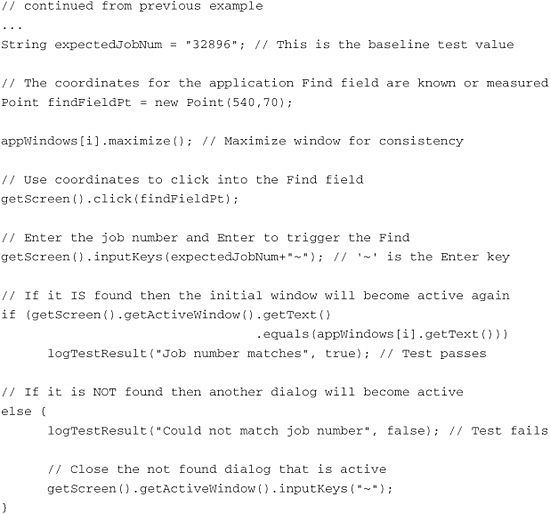 // continued from previous example
...
String expectedJobNum = "32896"; // This is the baseline test value

// The coordinates for the application Find field are known or measured
Point findFieldPt = new Point(540,70);

appWindows[i].maximize(); // Maximize window for consistency

// Use coordinates to click into the Find field
getScreen().click(findFieldPt);

// Enter the job number and Enter to trigger the Find
getScreen().inputKeys(expectedJobNum+"~"); // '~' is the Enter key

// If it IS found then the initial window will become active again
if (getScreen().getActiveWindow().getText()
                                 .equals(appWindows[i].getText()))
      logTestResult("Job number matches", true); // Test passes

// If it is NOT found then another dialog will become active
else {
      logTestResult("Could not match job number", false); // Test fails

      // Close the not found dialog that is active
      getScreen().getActiveWindow().inputKeys("~");
}